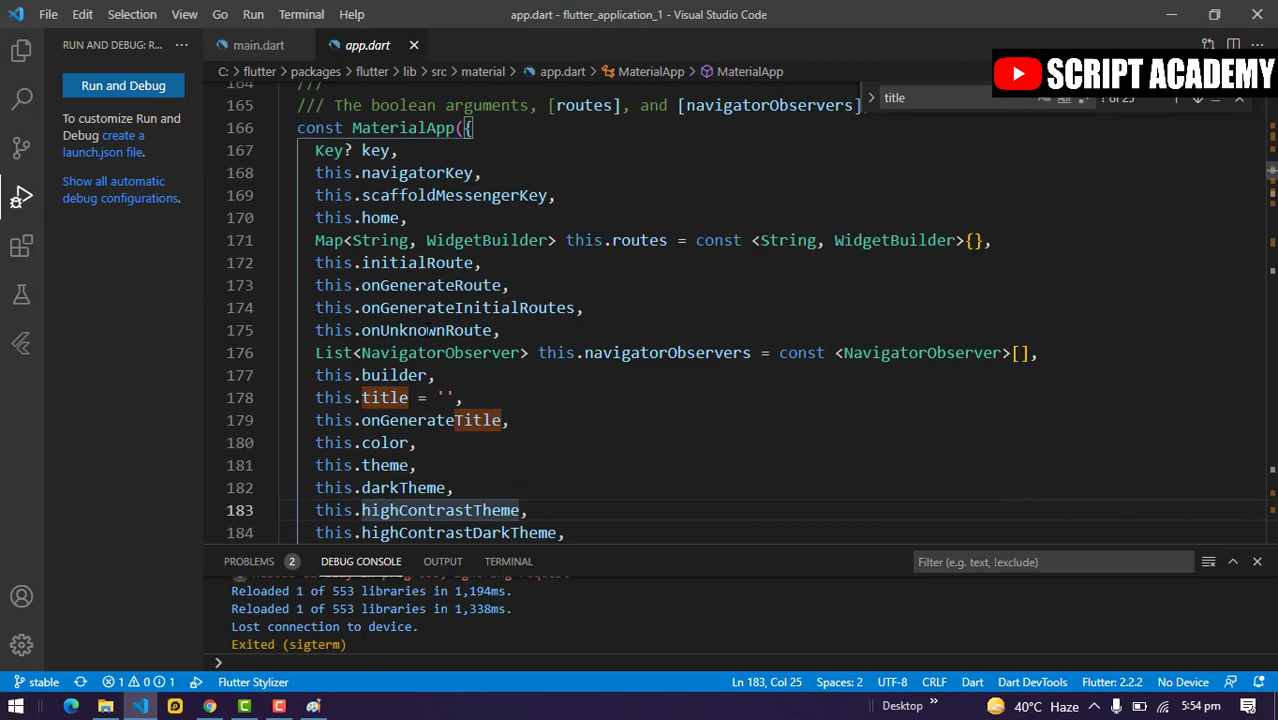 File Edit Selection View Go Run Terminal Help
app.dart - flutter_application_1 - Visual Studio Code
RUN AND DEBUG: R...
main.dart
app.dart
C: > flutter > packages > flutter > lib > src > material > app.dart > MaterialApp > MaterialApp
SCRIPT ACADEMY
title
? of 25
Run and Debug
To customize Run and
Debug create a
launch.json file.
Show all automatic
debug configurations.
164 ///
165 /// The boolean arguments, [routes], and [navigatorObservers],
166 const MaterialApp({
167 Key? key,
168 this.navigatorKey,
169 this.scaffoldMessengerKey,
170 this.home,
171 Map<String, WidgetBuilder> this.routes = const <String, WidgetBuilder>{},
172 this.initialRoute,
173 this.onGenerateRoute,
174 this.onGenerateInitialRoutes,
175 this.onUnknownRoute,
176 List<NavigatorObserver> this.navigatorObservers = const <NavigatorObserver>[],
177 this.builder,
178 this.title = '',
179 this.onGenerateTitle,
180 this.color,
181 this.theme,
182 this.darkTheme,
183 this.highContrastTheme,
184 this.highContrastDarkTheme,
PROBLEMS 2 DEBUG CONSOLE OUTPUT TERMINAL
Filter (e.g. text, !exclude)
Reloaded 1 of 553 libraries in 1,194ms.
Reloaded 1 of 553 libraries in 1,338ms.
Lost connection to device.
Exited (sigterm)
>
stable 1 0 1 Flutter Stylizer
Ln 183, Col 25 Spaces: 2 UTF-8 CRLF Dart Dart DevTools Flutter: 2.2.2 No Device
Desktop 40°C Haze 5:54 pm